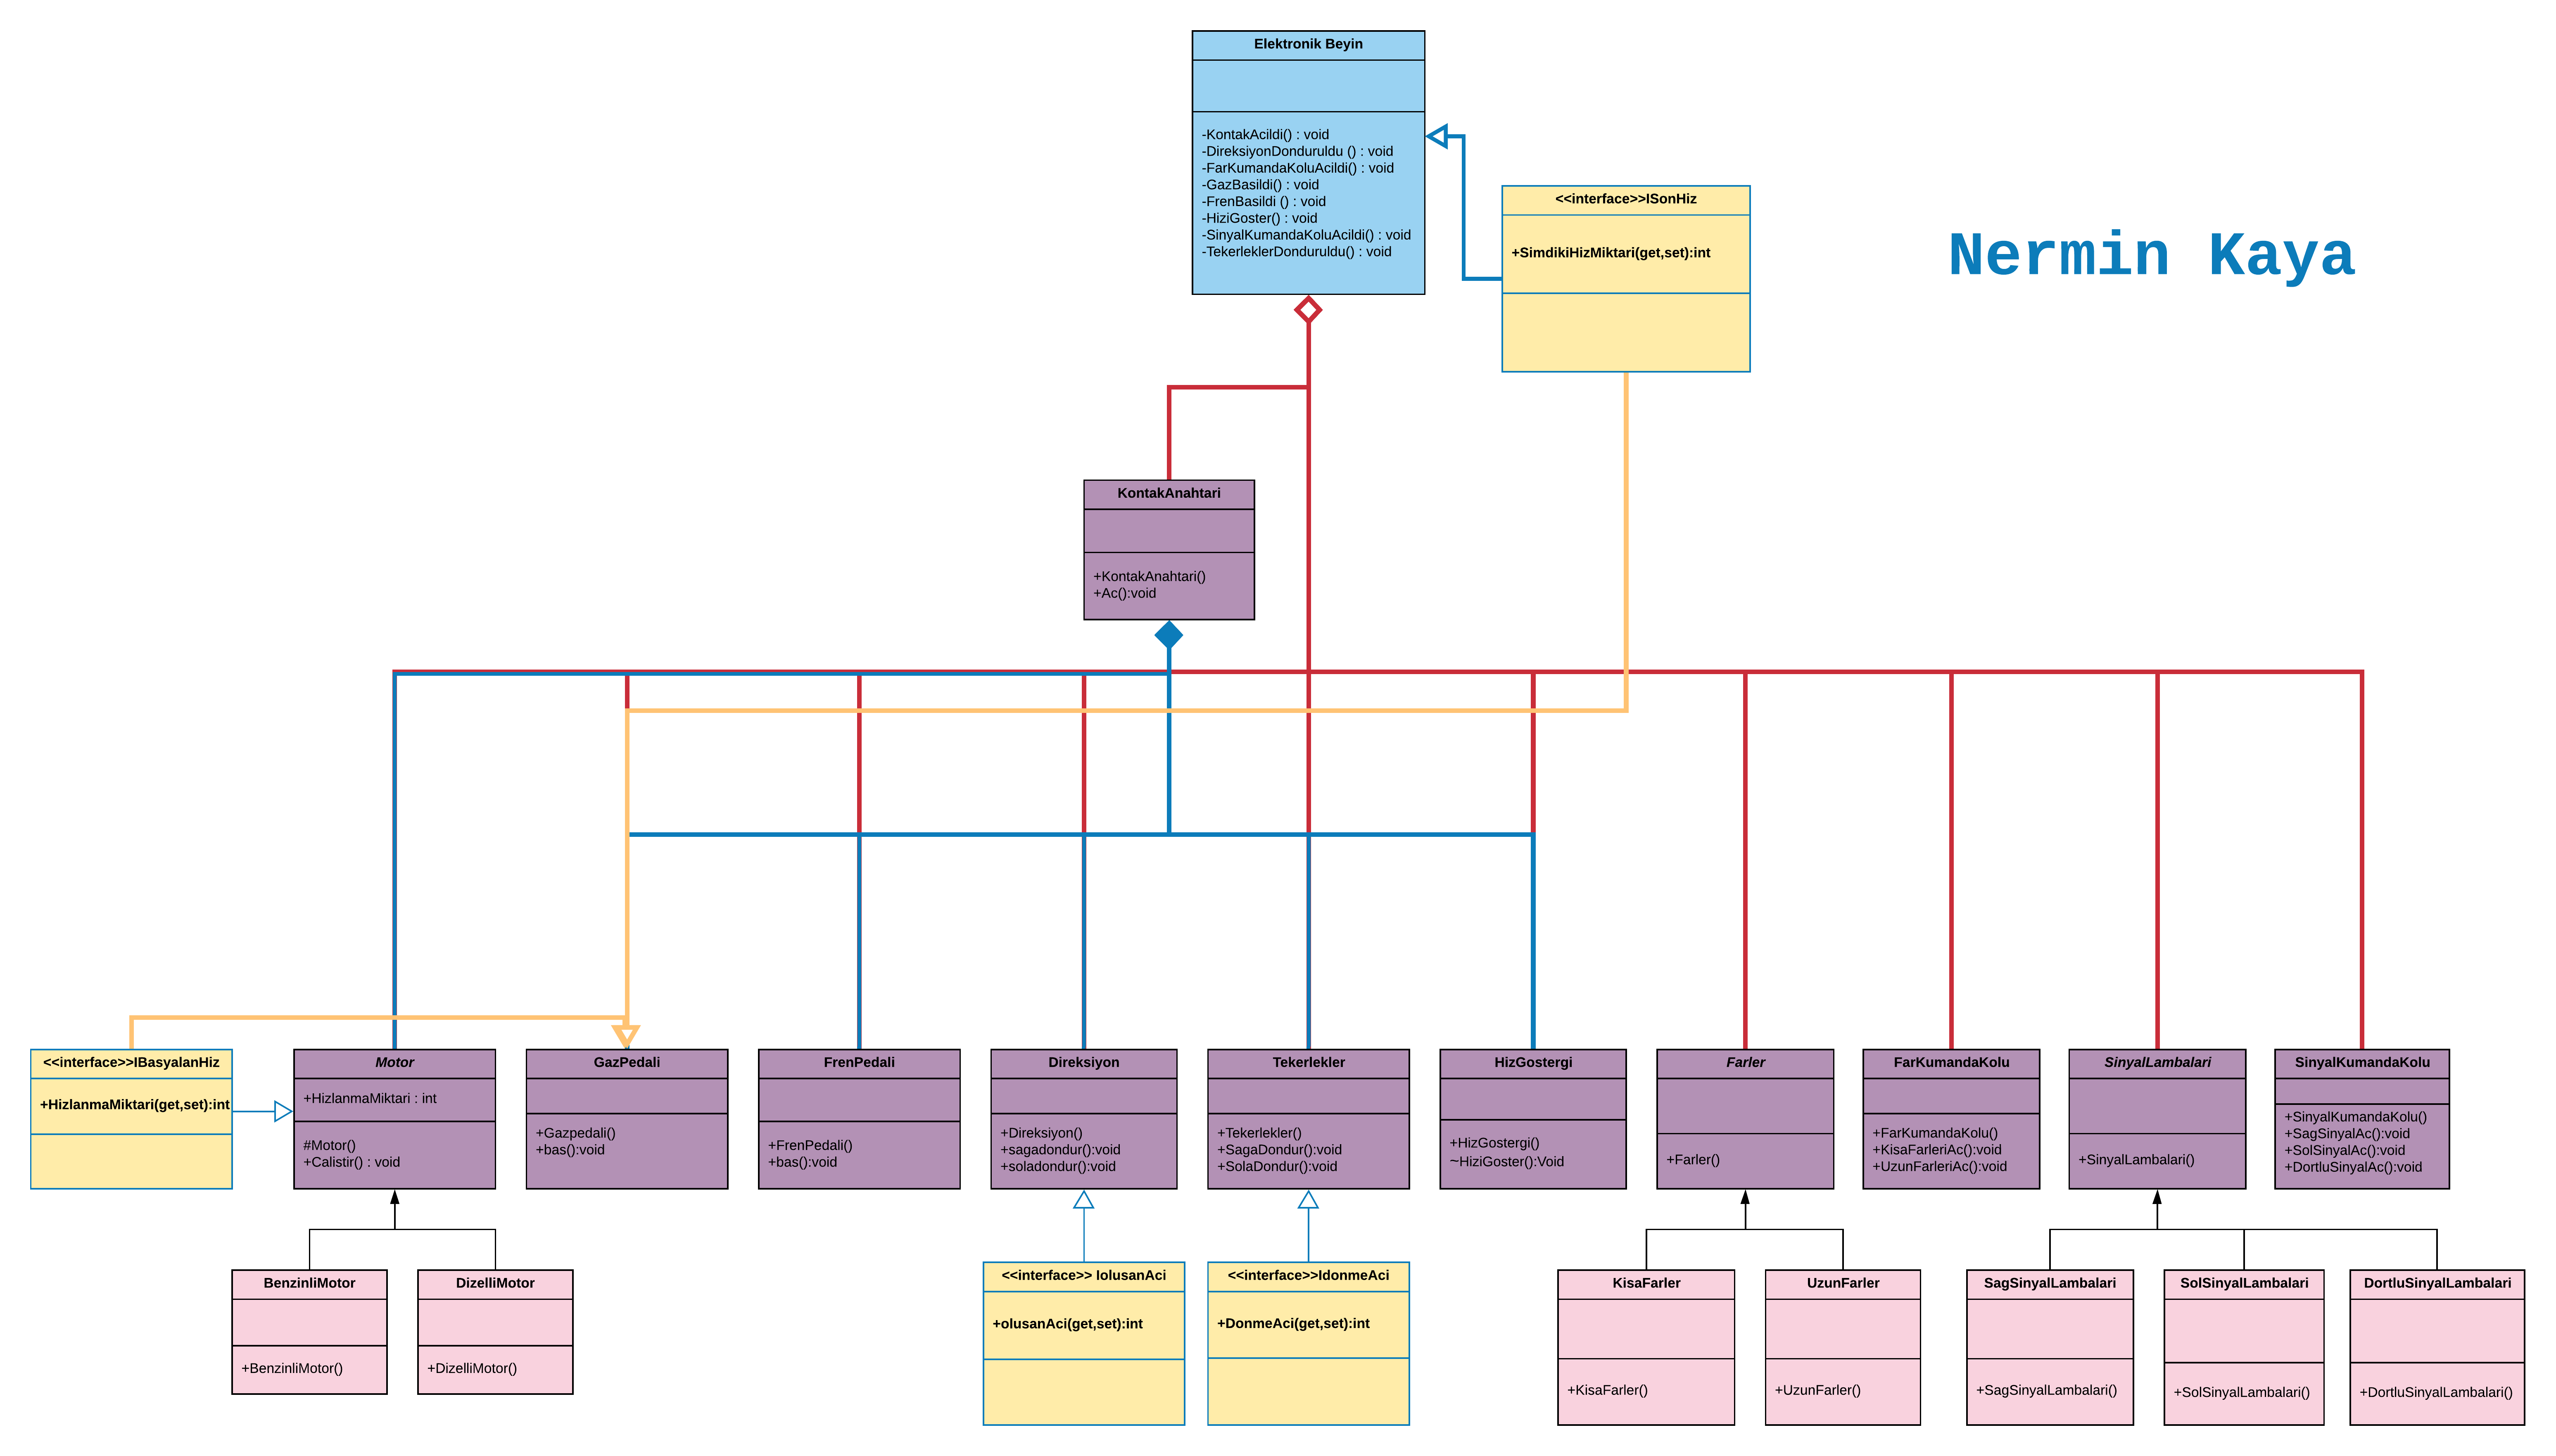 Elektronik Beyin
-KontakAcildi() : void
-DireksiyonDonduruldu () : void
-FarKumandaKoluAcildi() : void
-GazBasildi() : void
-FrenBasildi () : void
-HiziGoster() : void
-SinyalKumandaKoluAcildi() : void
-TekerleklerDonduruldu() : void
<<interface>>ISonHiz
+SimdikiHizMiktari(get,set):int
Nermin Kaya
KontakAnahtari
+KontakAnahtari()
+Ac():void
<<interface>>IBasyalanHiz
+HizlanmaMiktari(get,set):int
Motor
+HizlanmaMiktari : int
#Motor()
+Calistir() : void
GazPedali
+Gazpedali()
+bas():void
FrenPedali
+FrenPedali()
+bas():void
Direksiyon
+Direksiyon()
+sagadondur():void
+soladondur():void
Tekerlekler
+Tekerlekler()
+SagaDondur():void
+SolaDondur():void
HizGostergi
+HizGostergi()
~HiziGoster():Void
Farler
+Farler()
FarKumandaKolu
+FarKumandaKolu()
+KisaFarleriAc():void
+UzunFarleriAc():void
SinyalLambalari
+SinyalLambalari()
SinyalKumandaKolu
+SinyalKumandaKolu()
+SagSinyalAc():void
+SolSinyalAc():void
+DortluSinyalAc():void
BenzinliMotor
+BenzinliMotor()
DizelliMotor
+DizelliMotor()
<<interface>> IolusanAci
+olusanAci(get,set):int
<<interface>>IdonmeAci
+DonmeAci(get,set):int
KisaFarler
+KisaFarler()
UzunFarler
+UzunFarler()
SagSinyalLambalari
+SagSinyalLambalari()
SolSinyalLambalari
+SolSinyalLambalari()
DortluSinyalLambalari
+DortluSinyalLambalari()